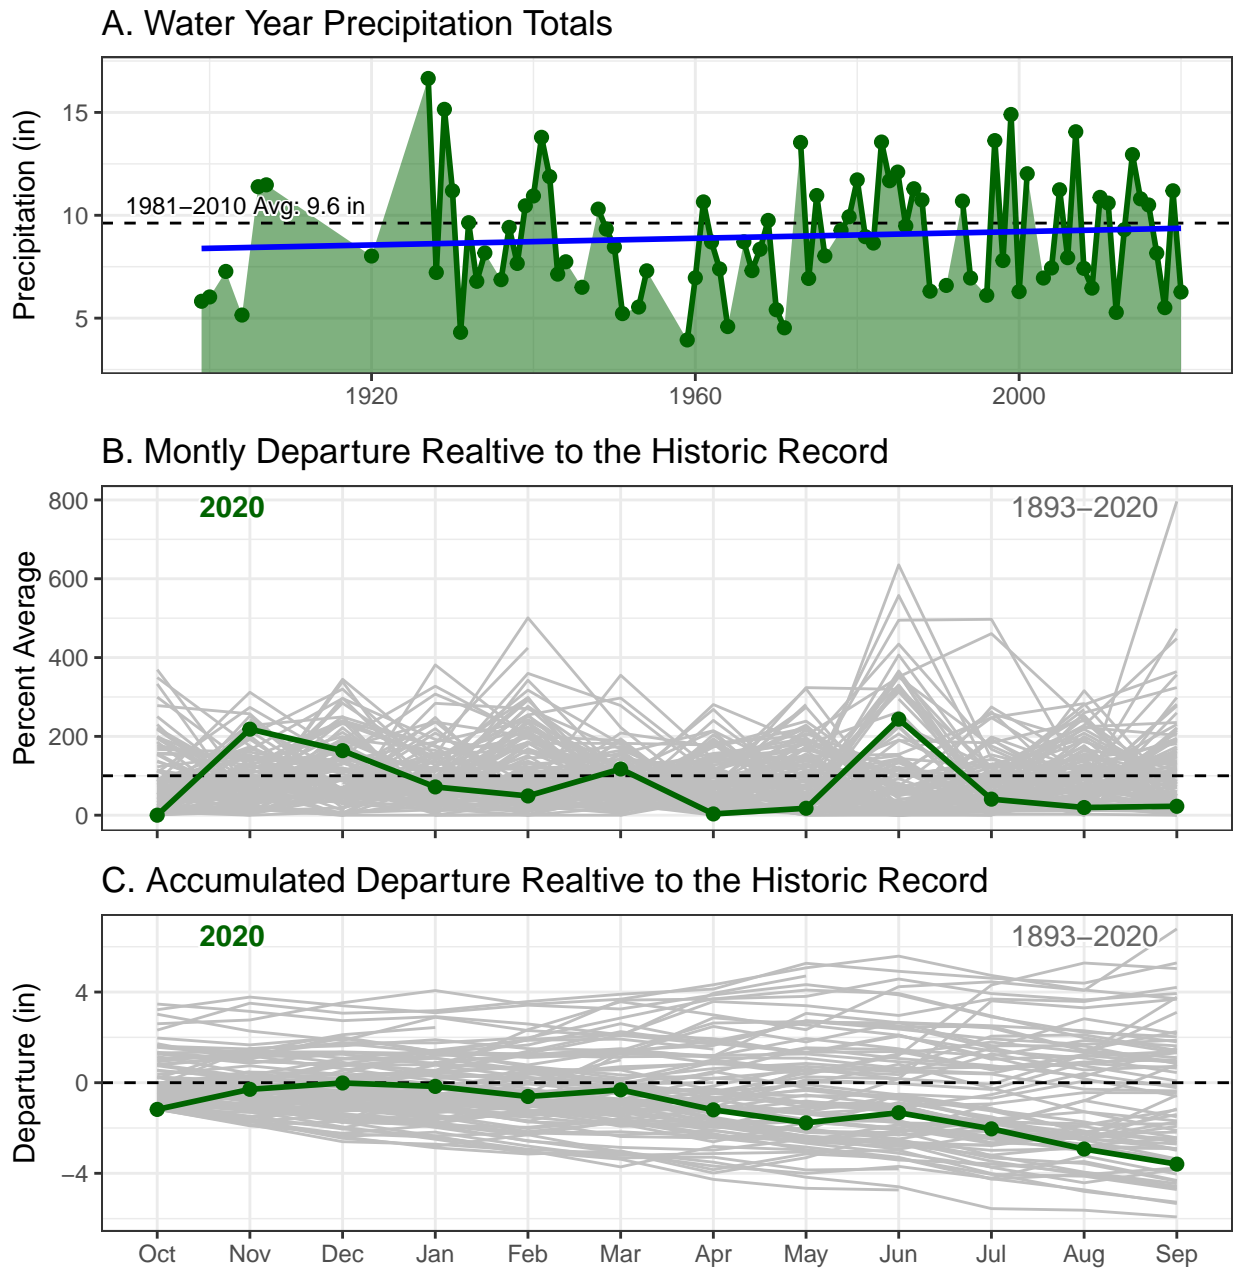 A. Water Year Precipitation Totals
Precipitation (in)
15
10
5
1981–2010 Avg: 9.6 in
1920
1960
2000
B. Montly Departure Realtive to the Historic Record
Percent Average
800
600
400
200
0
2020
1893–2020
C. Accumulated Departure Realtive to the Historic Record
Departure (in)
4
0
−4
2020
1893–2020
Oct Nov Dec Jan Feb Mar Apr May Jun Jul Aug Sep